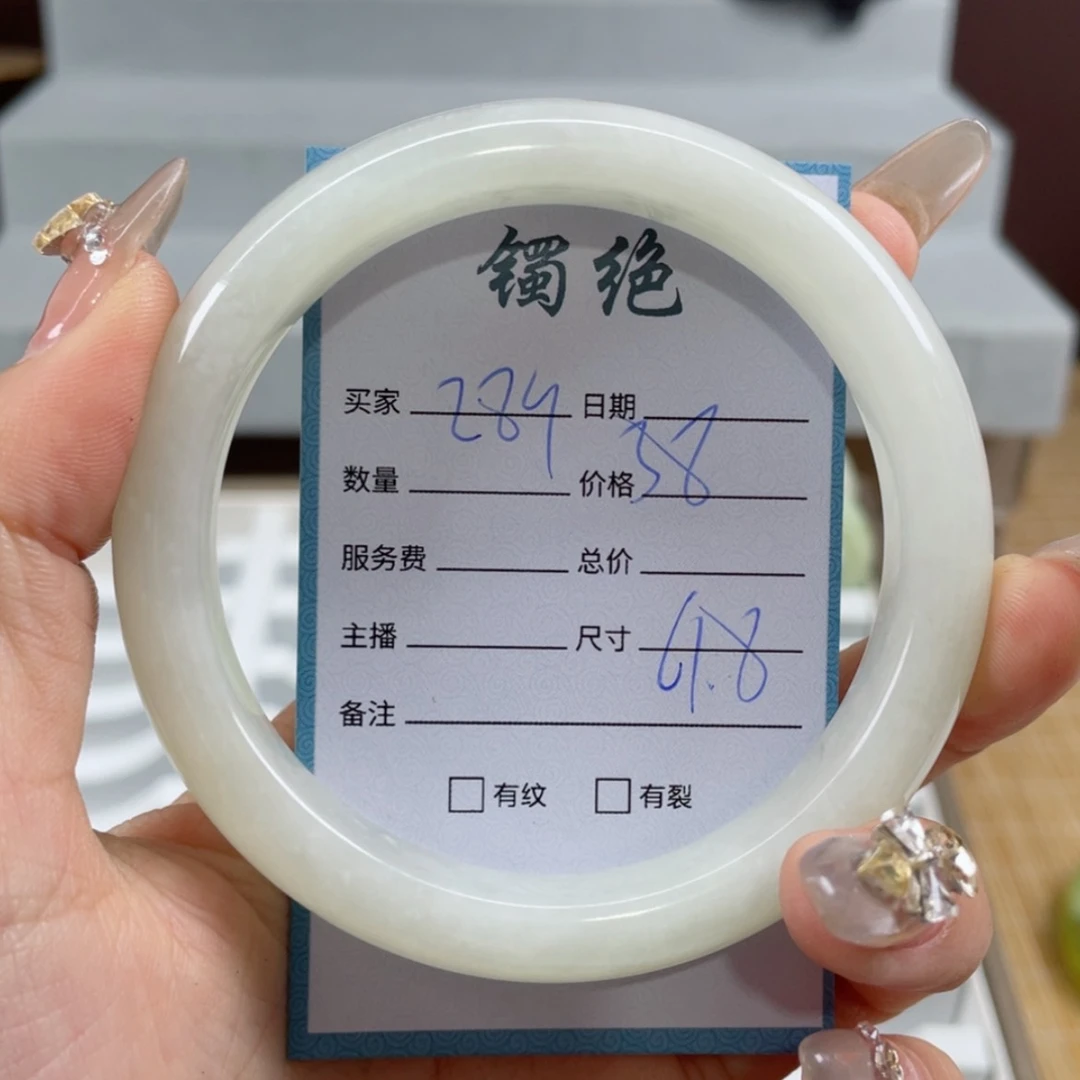 镯绝
买家 284 日期
数量 价格 38
服务费 总价
主播 尺寸 61.8
备注
有纹 有裂